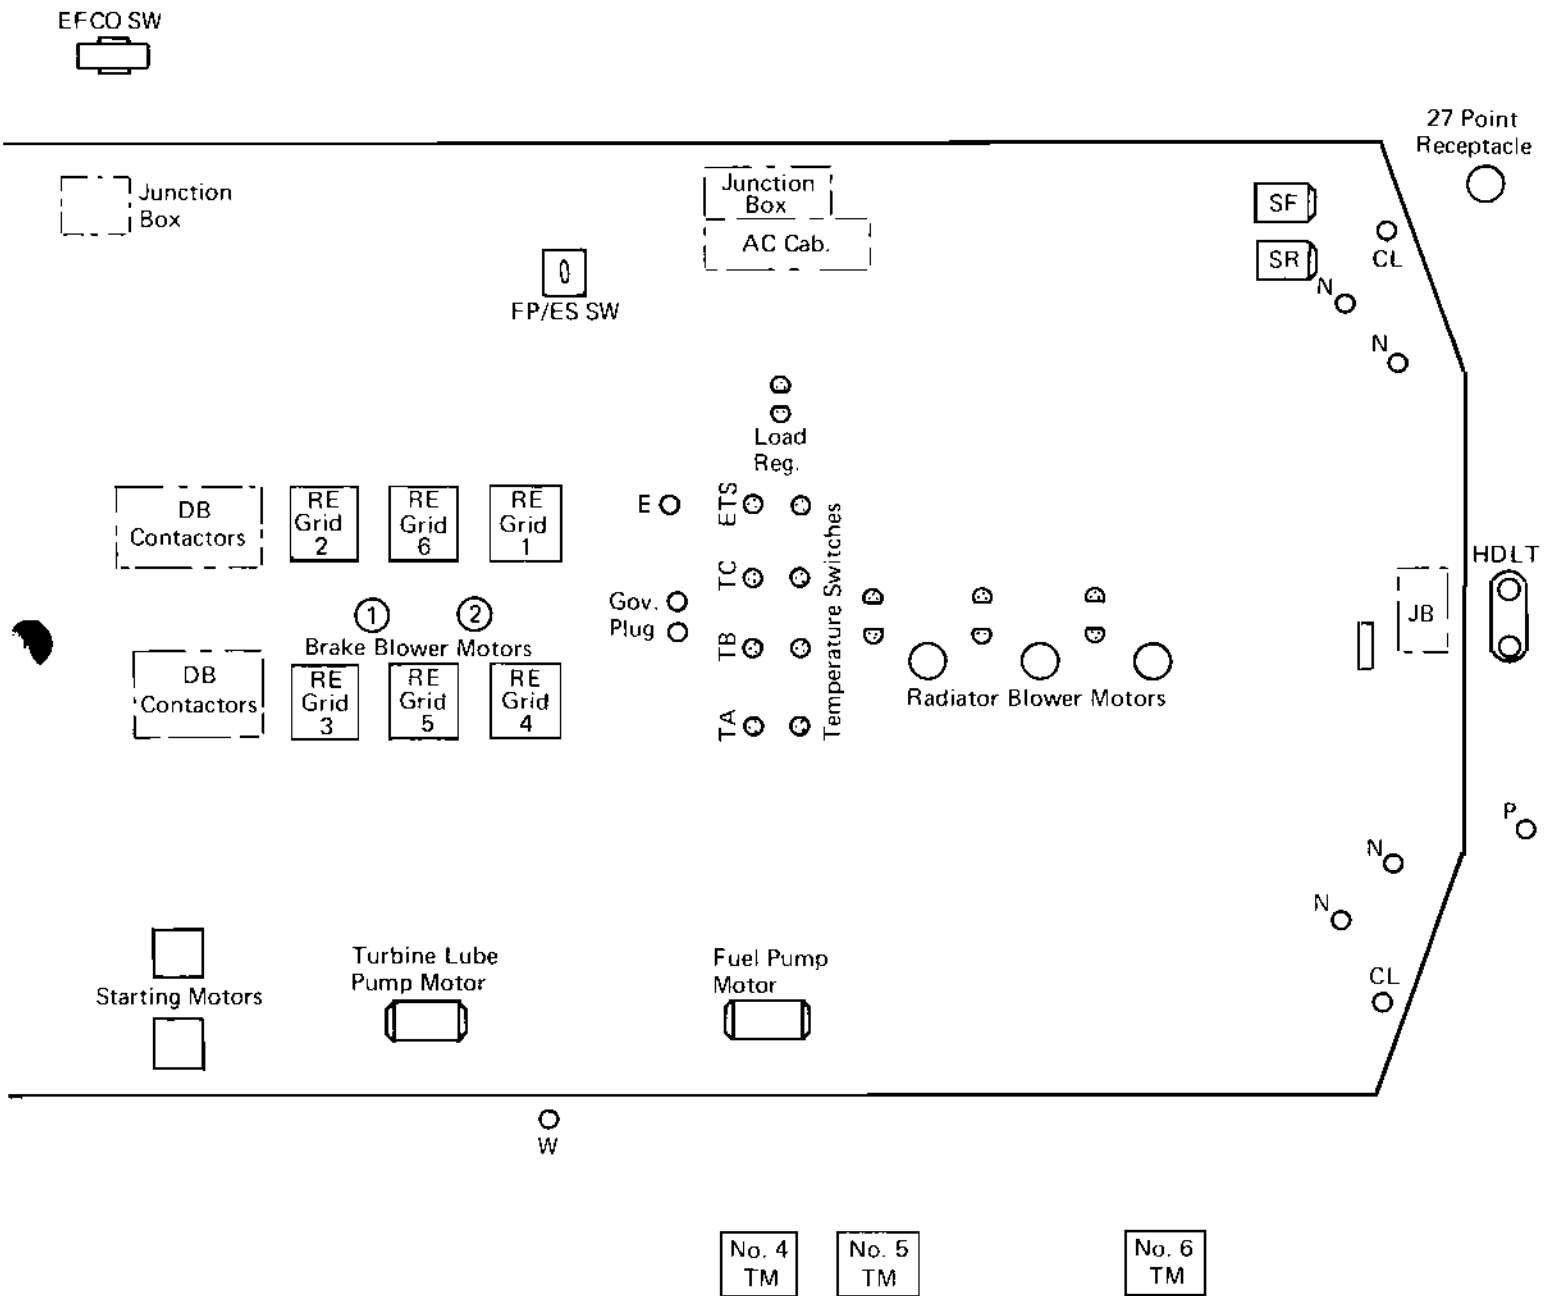 EFCO SW
27 Point
Receptacle
Junction
Box
Junction
Box
AC Cab.
SF
SR
CL
N
N
FP/ES SW
Load
Reg.
DB
Contactors
RE
Grid
2
RE
Grid
6
RE
Grid
1
E
ETS
TC
TB
TA
Temperature Switches
Gov.
Plug
1
2
Brake Blower Motors
DB
Contactors
RE
Grid
3
RE
Grid
5
RE
Grid
4
Radiator Blower Motors
JB
HDLT
P
N
N
CL
Starting Motors
Turbine Lube
Pump Motor
Fuel Pump
Motor
W
No. 4
TM
No. 5
TM
No. 6
TM